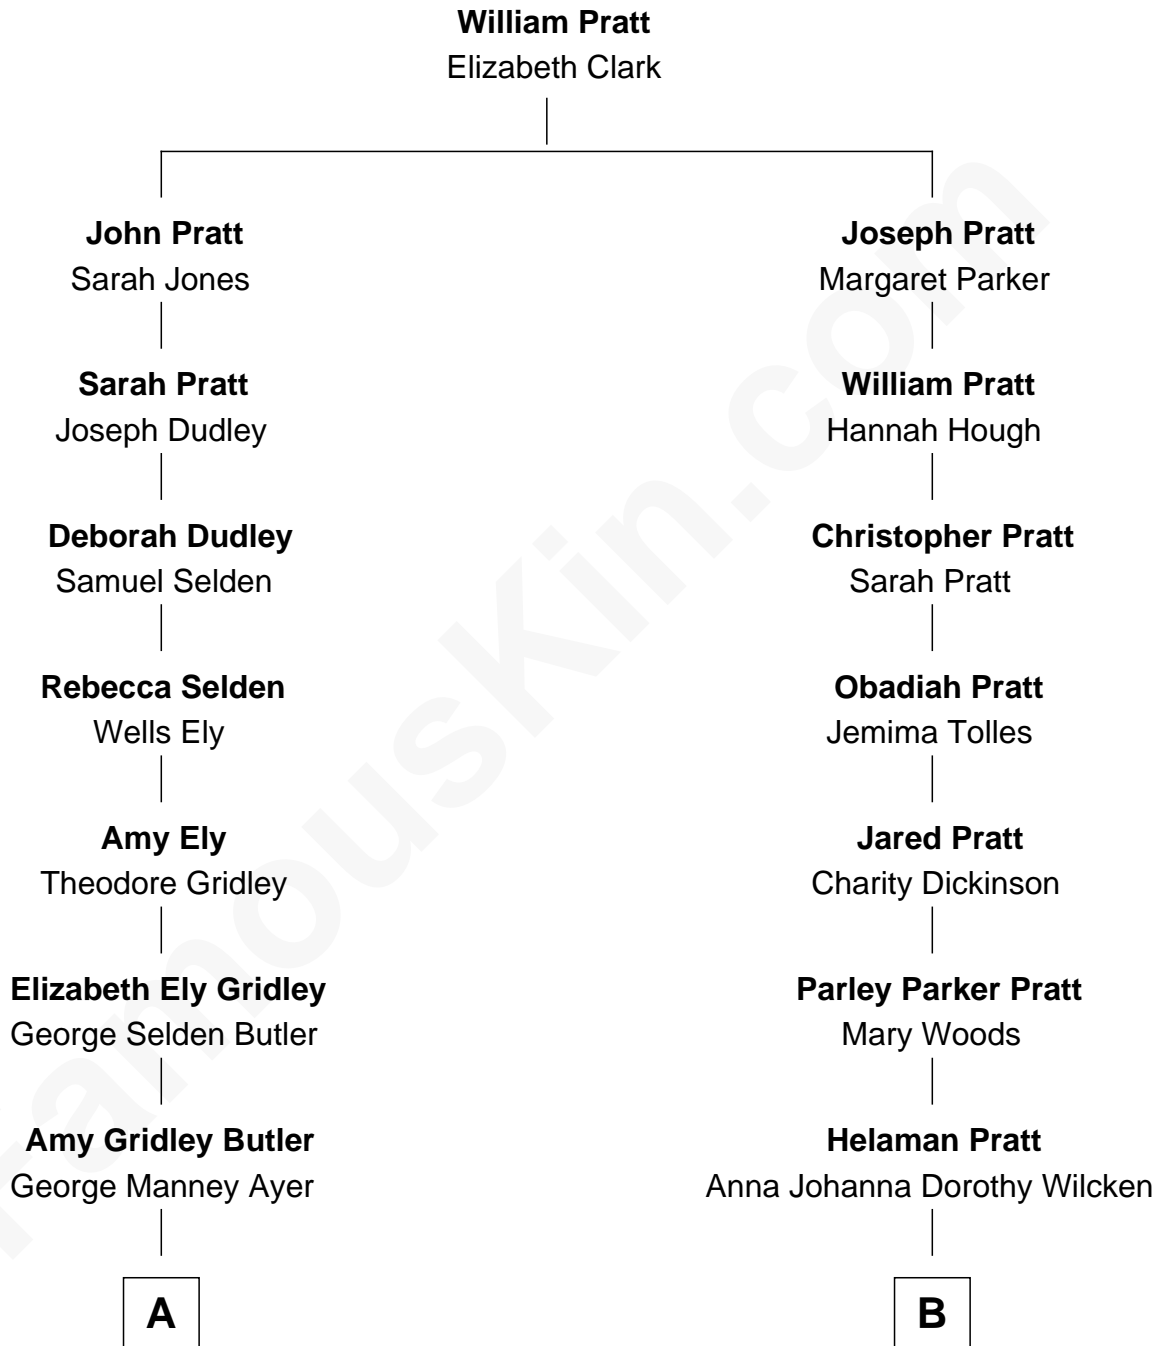 William Pratt
Elizabeth Clark
John Pratt
Sarah Jones
Sarah Pratt
Joseph Dudley
Deborah Dudley
Samuel Selden
Rebecca Selden
Wells Ely
Amy Ely
Theodore Gridley
Elizabeth Ely Gridley
George Selden Butler
Amy Gridley Butler
George Manney Ayer
A
Joseph Pratt
Margaret Parker
William Pratt
Hannah Hough
Christopher Pratt
Sarah Pratt
Obadiah Pratt
Jemima Tolles
Jared Pratt
Charity Dickinson
Parley Parker Pratt
Mary Woods
Helaman Pratt
Anna Johanna Dorothy Wilcken
B
FamousKin.com